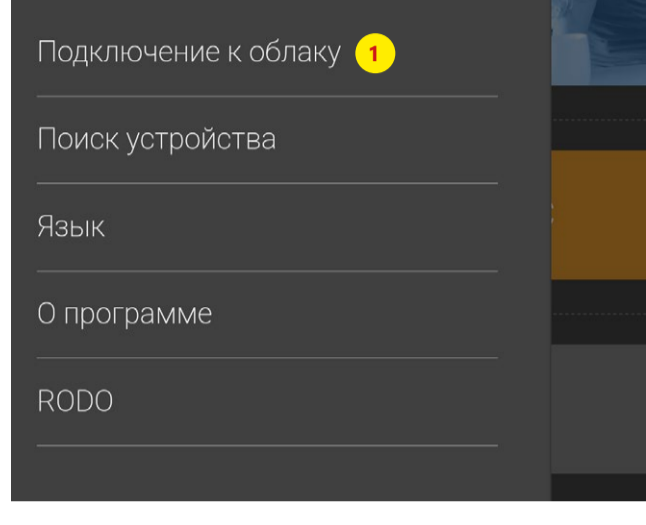 Подключение к облаку 1
Поиск устройства
Язык
О программе
RODO